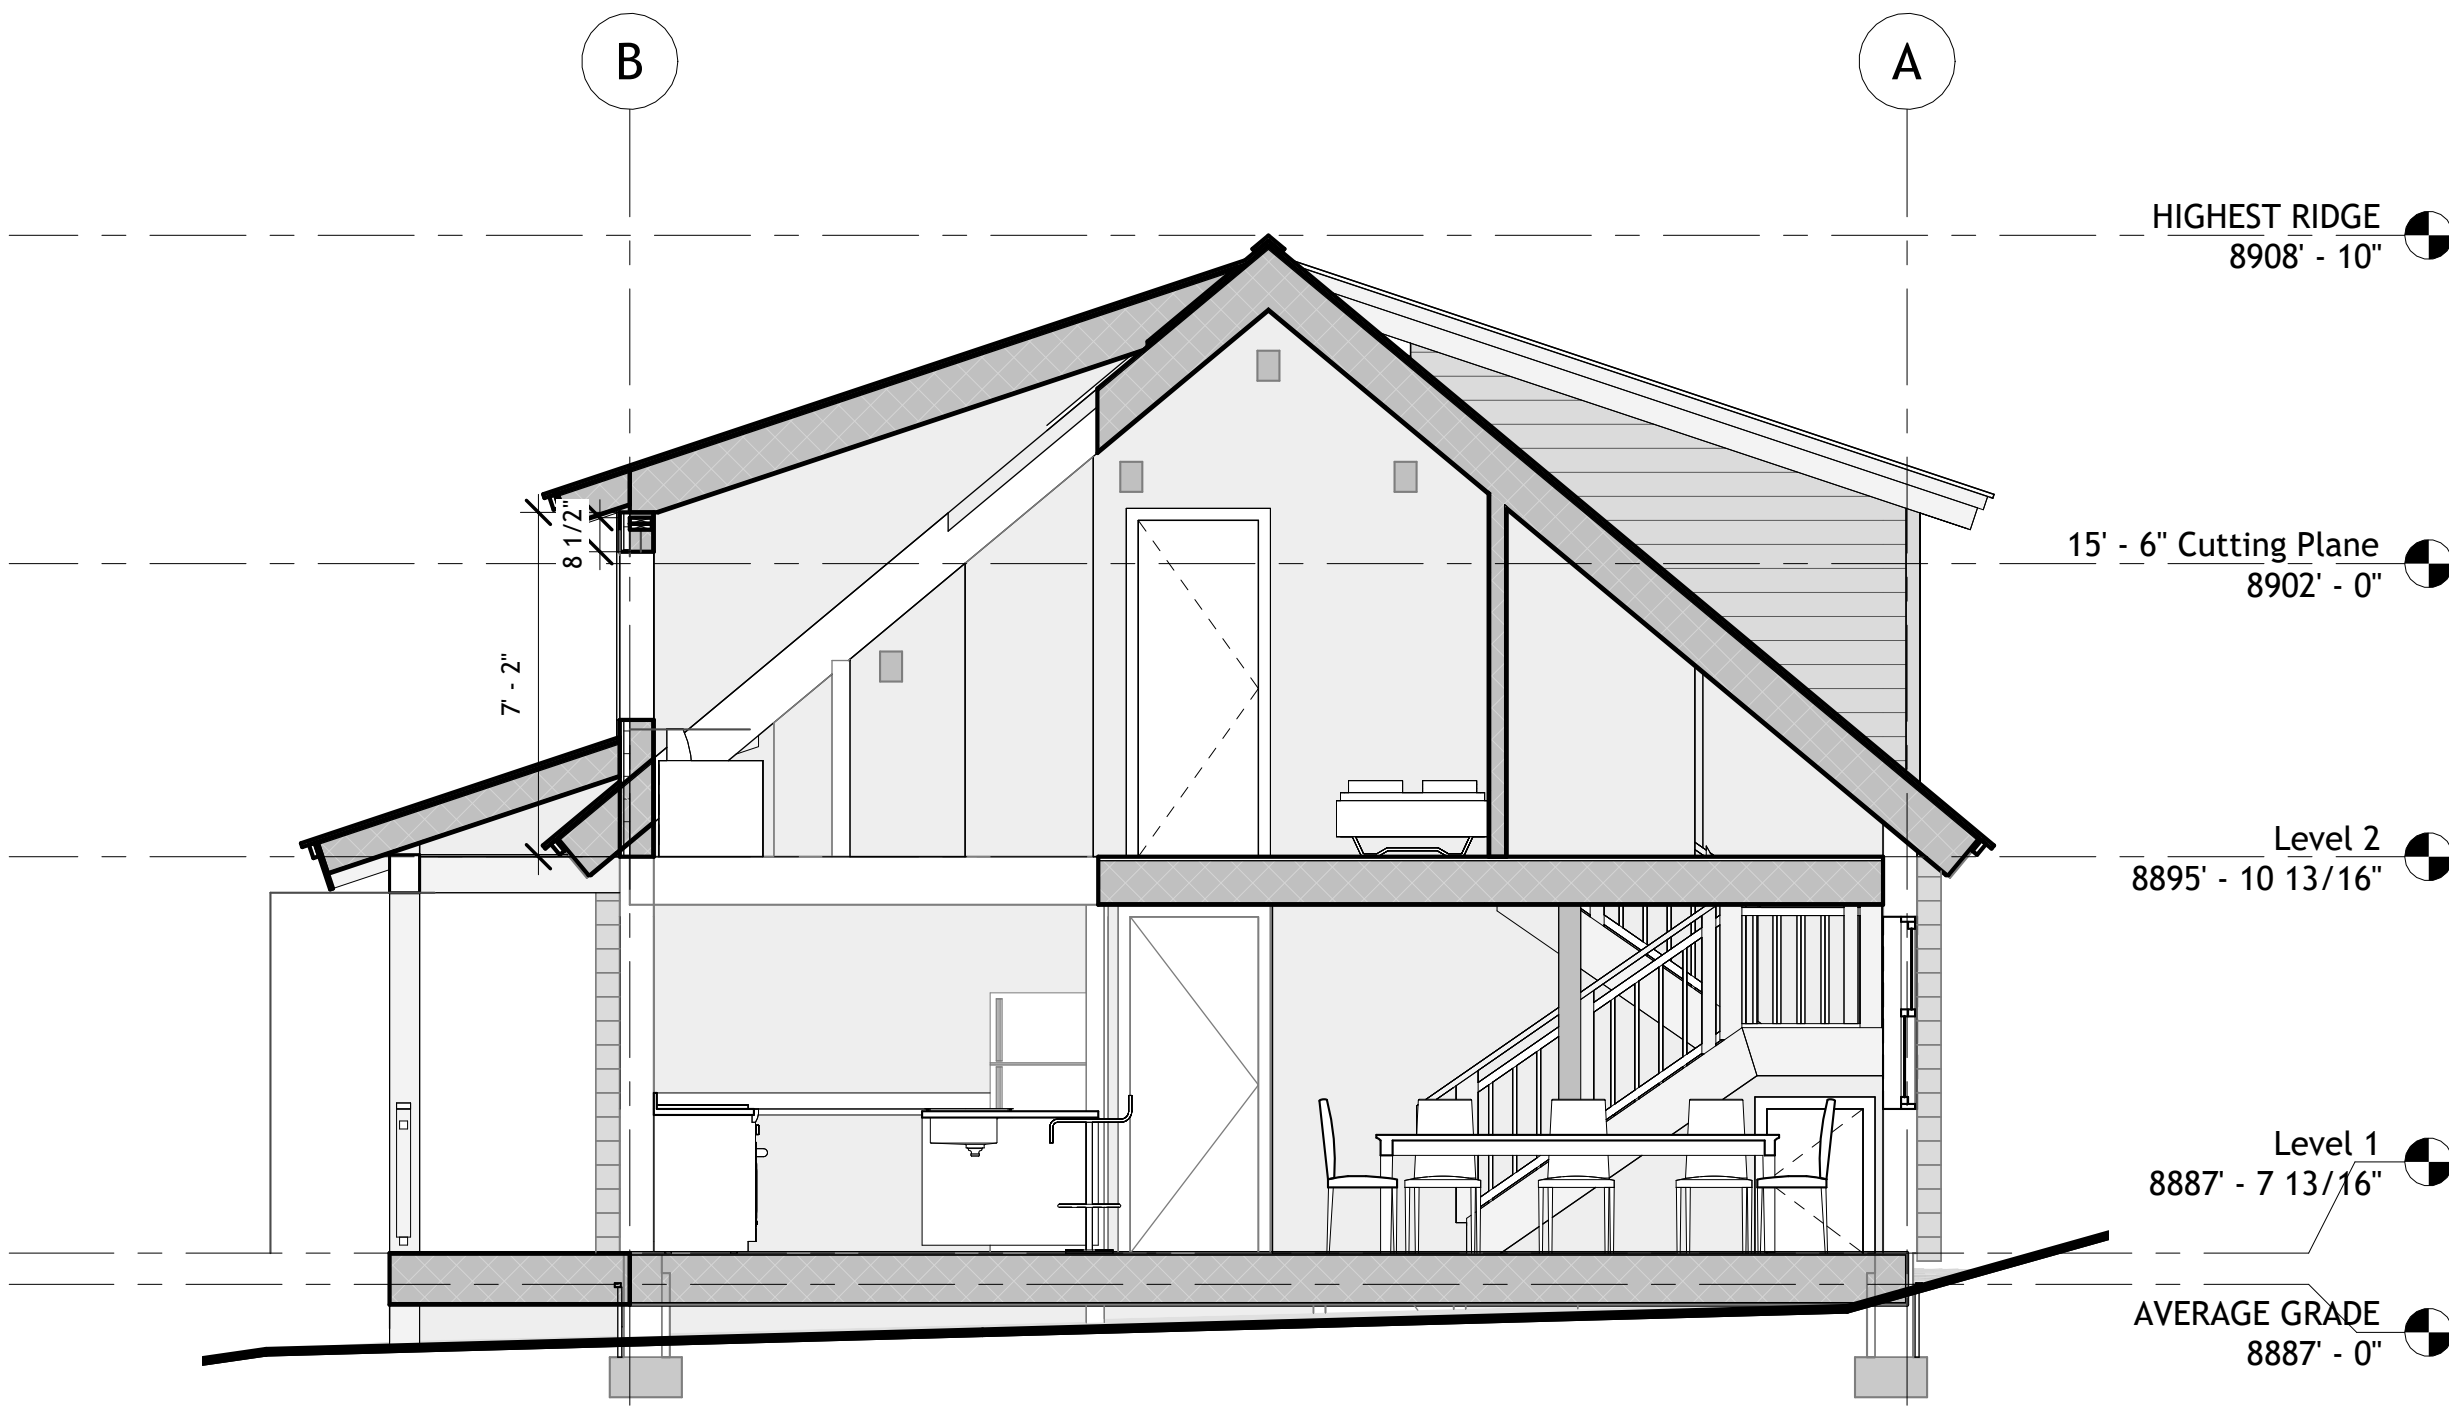 B
A
HIGHEST RIDGE
8908' - 10"
8 1/2"
15' - 6" Cutting Plane
8902' - 0"
7' - 2"
Level 2
8895' - 10 13/16"
Level 1
8887' - 7 13/16"
AVERAGE GRADE
8887' - 0"